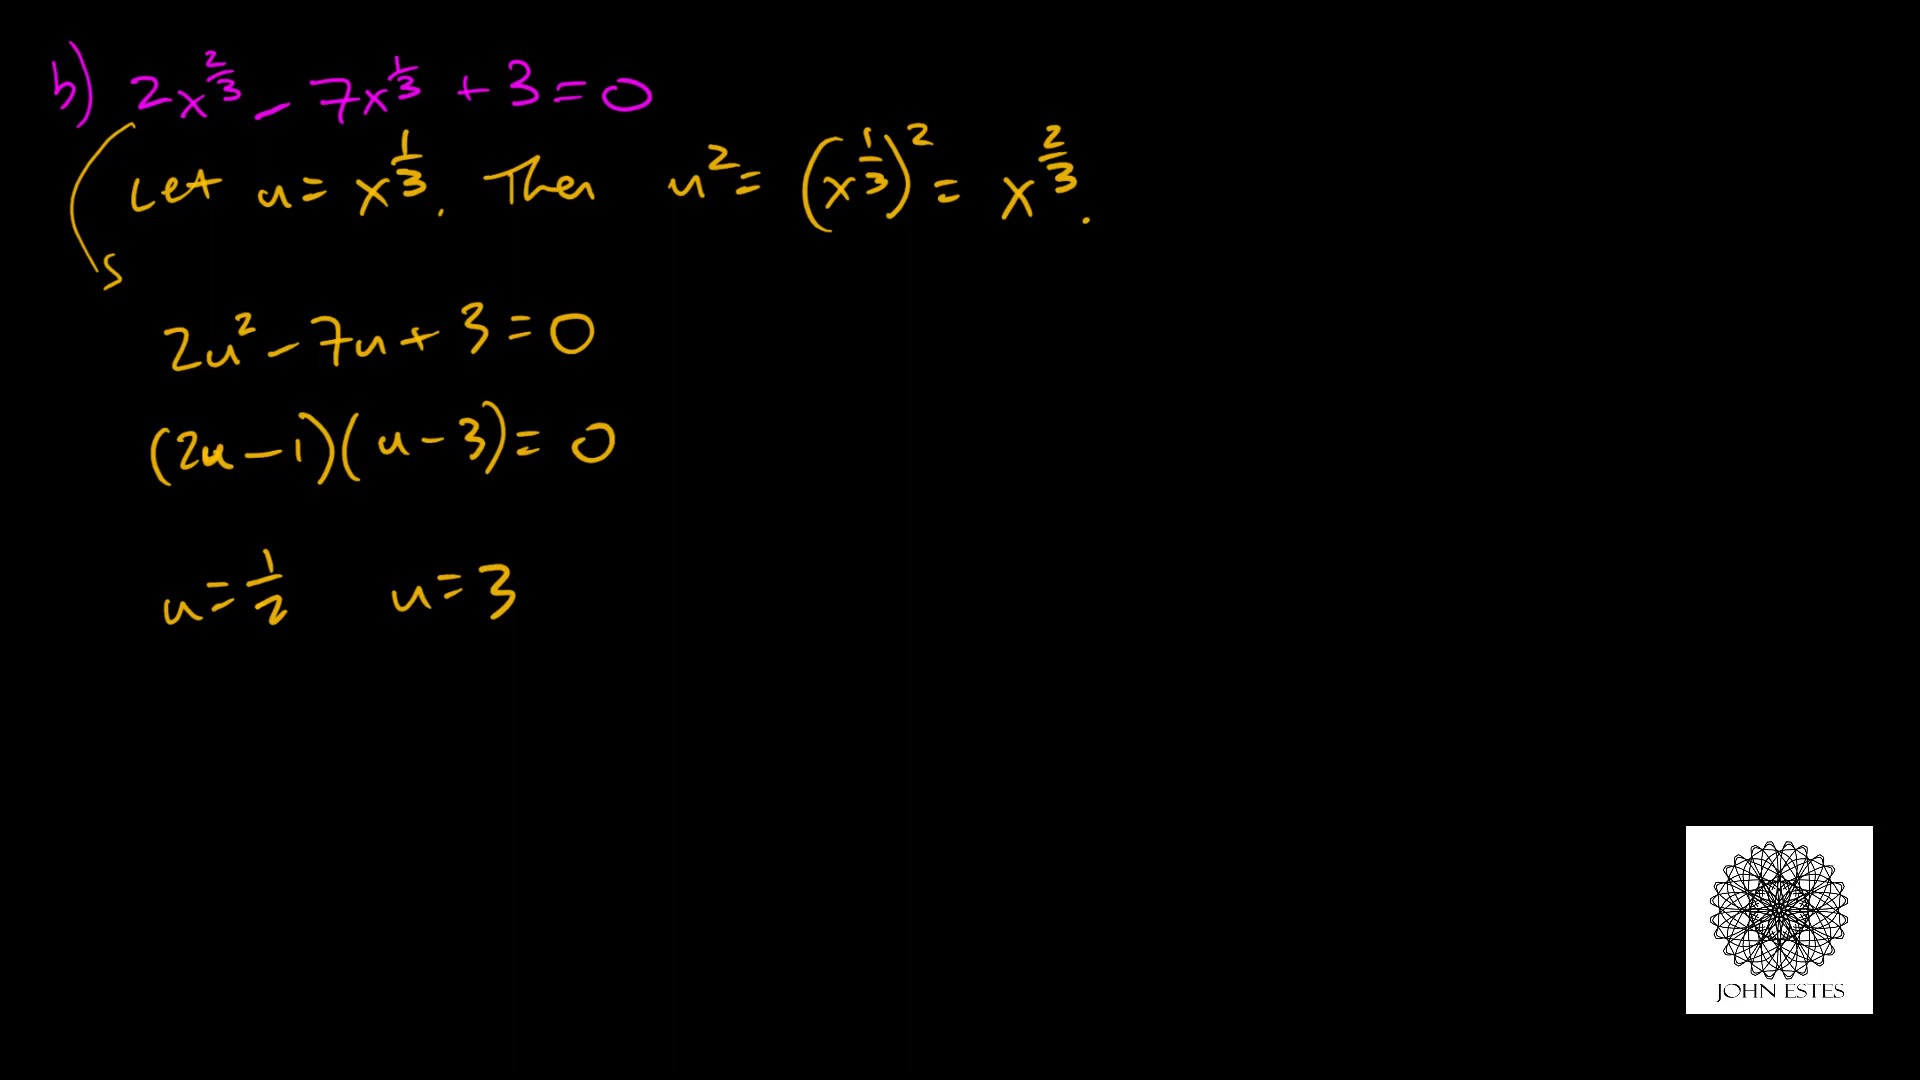 b) 2x^{2/3} - 7x^{1/3} + 3 = 0
Let u = x^{1/3}. Then u² = (x^{1/3})² = x^{2/3}.
2u² - 7u + 3 = 0
(2u - 1)(u - 3) = 0
u = 1/2   u = 3
JOHN ESTES